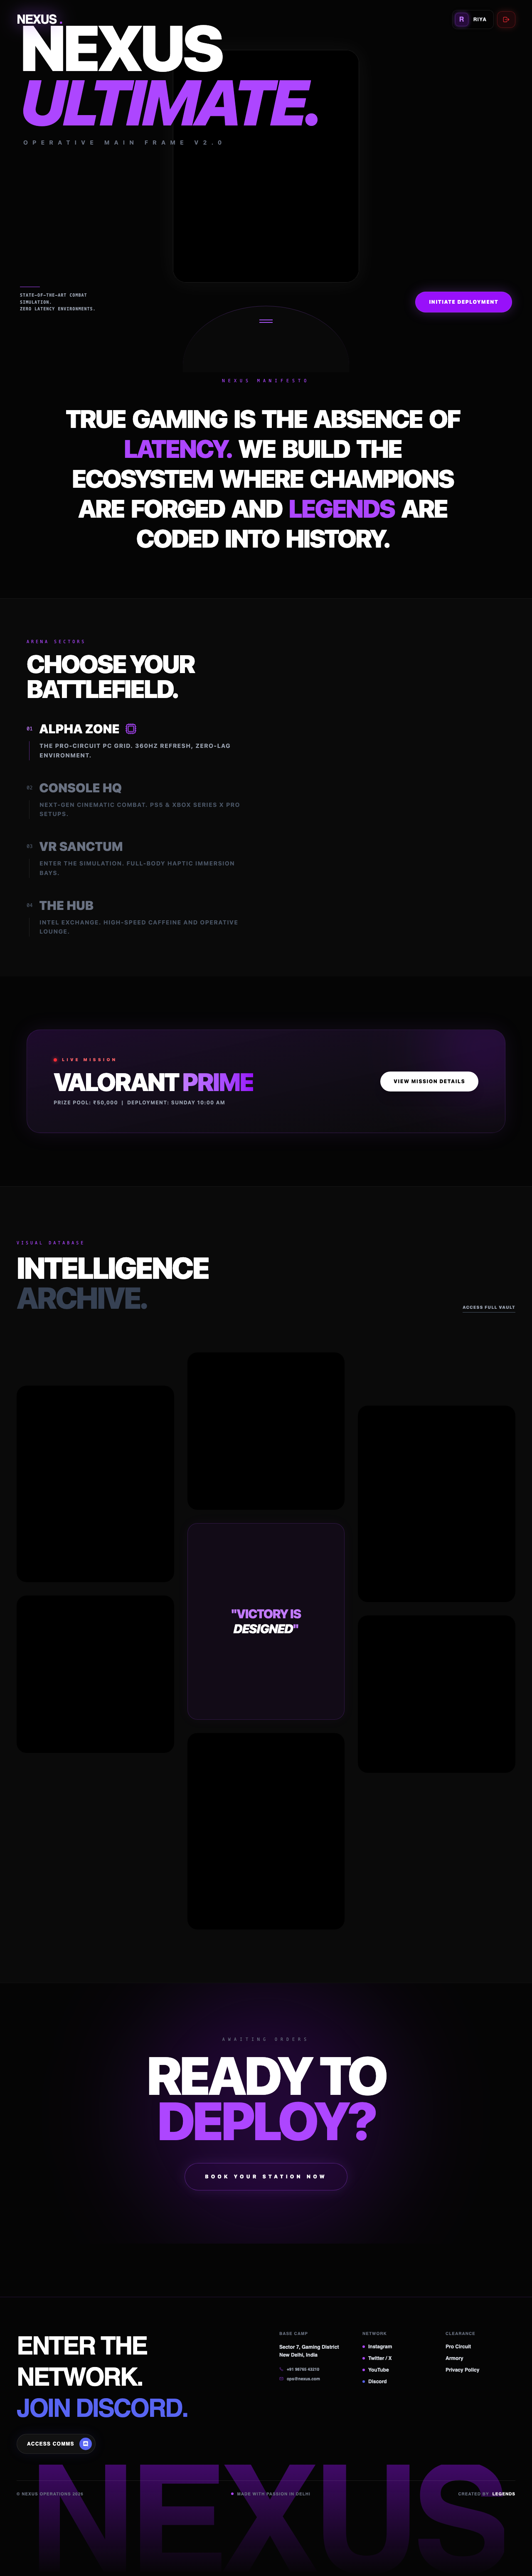 NEXUS .
R RIYA
NEXUS
ULTIMATE.
OPERATIVE MAIN FRAME V2.0
STATE-OF-THE-ART COMBAT
SIMULATION.
ZERO LATENCY ENVIRONMENTS.
INITIATE DEPLOYMENT
NEXUS MANIFESTO
TRUE GAMING IS THE ABSENCE OF
LATENCY. WE BUILD THE
ECOSYSTEM WHERE CHAMPIONS
ARE FORGED AND LEGENDS ARE
CODED INTO HISTORY.
ARENA SECTORS
CHOOSE YOUR
BATTLEFIELD.
01 ALPHA ZONE
THE PRO-CIRCUIT PC GRID. 360HZ REFRESH, ZERO-LAG
ENVIRONMENT.
02 CONSOLE HQ
NEXT-GEN CINEMATIC COMBAT. PS5 & XBOX SERIES X PRO
SETUPS.
03 VR SANCTUM
ENTER THE SIMULATION. FULL-BODY HAPTIC IMMERSION
BAYS.
04 THE HUB
INTEL EXCHANGE. HIGH-SPEED CAFFEINE AND OPERATIVE
LOUNGE.
LIVE MISSION
VALORANT PRIME
PRIZE POOL: ₹50,000 | DEPLOYMENT: SUNDAY 10:00 AM
VIEW MISSION DETAILS
VISUAL DATABASE
INTELLIGENCE
ARCHIVE.
ACCESS FULL VAULT
"VICTORY IS
DESIGNED"
AWAITING ORDERS
READY TO
DEPLOY?
BOOK YOUR STATION NOW
ENTER THE
NETWORK.
JOIN DISCORD.
ACCESS COMMS
BASE CAMP
Sector 7, Gaming District
New Delhi, India
+91 98765 43210
ops@nexus.com
NETWORK
Instagram
Twitter / X
YouTube
Discord
CLEARANCE
Pro Circuit
Armory
Privacy Policy
© NEXUS OPERATIONS 2026
MADE WITH PASSION IN DELHI
CREATED BY LEGENDS
NEXUS